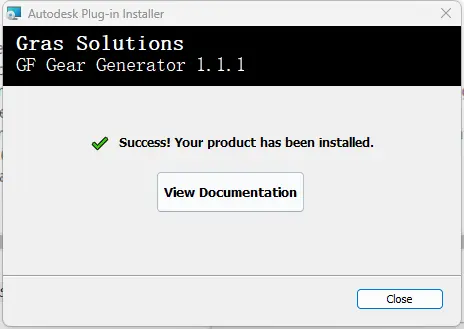 Autodesk Plug-in Installer
Gras Solutions
GF Gear Generator 1.1.1
Success! Your product has been installed.
View Documentation
Close